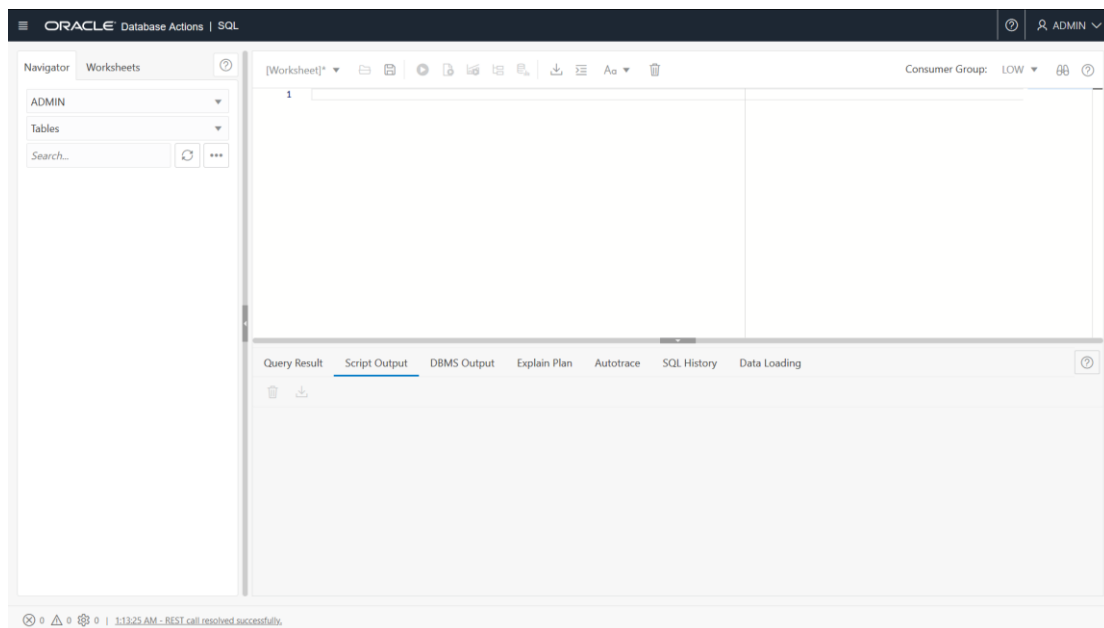 ORACLE Database Actions | SQL
ADMIN
Navigator Worksheets
[Worksheet]* Aa Consumer Group: LOW
ADMIN
Tables
Search...
1
Query Result Script Output DBMS Output Explain Plan Autotrace SQL History Data Loading
0 0 0 | 1:13:25 AM - REST call resolved successfully.